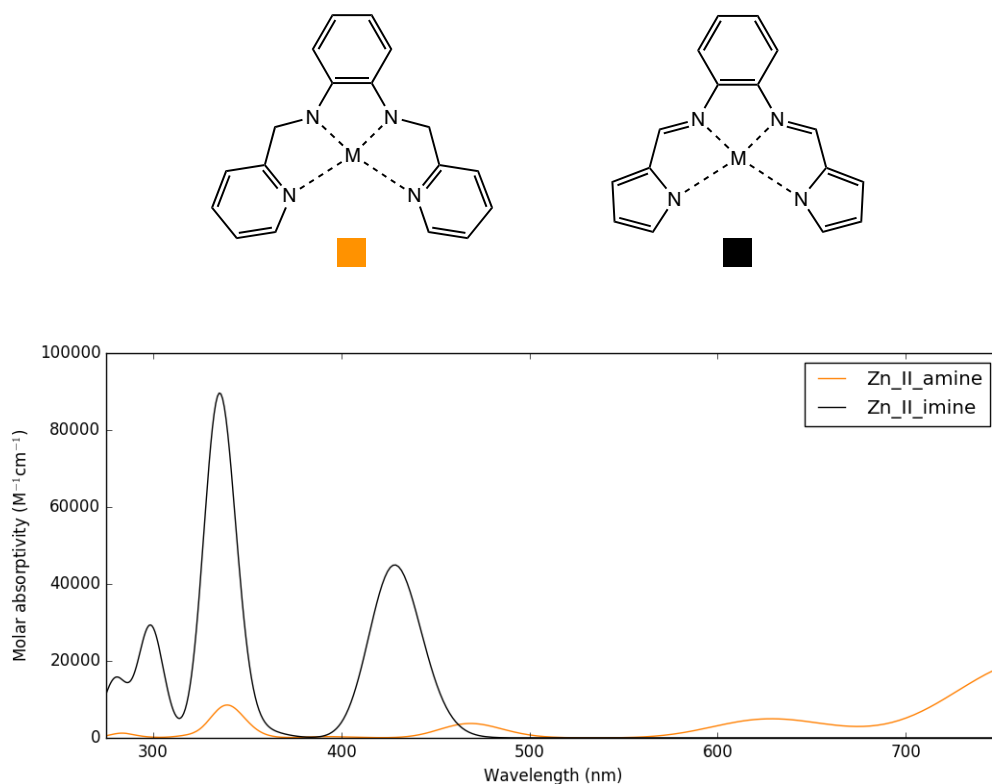 N N N N
M M
N N N N
100000
80000
60000
40000
20000
0
Molar absorptivity (M⁻¹cm⁻¹)
Zn_II_amine
Zn_II_imine
300 400 500 600 700
Wavelength (nm)